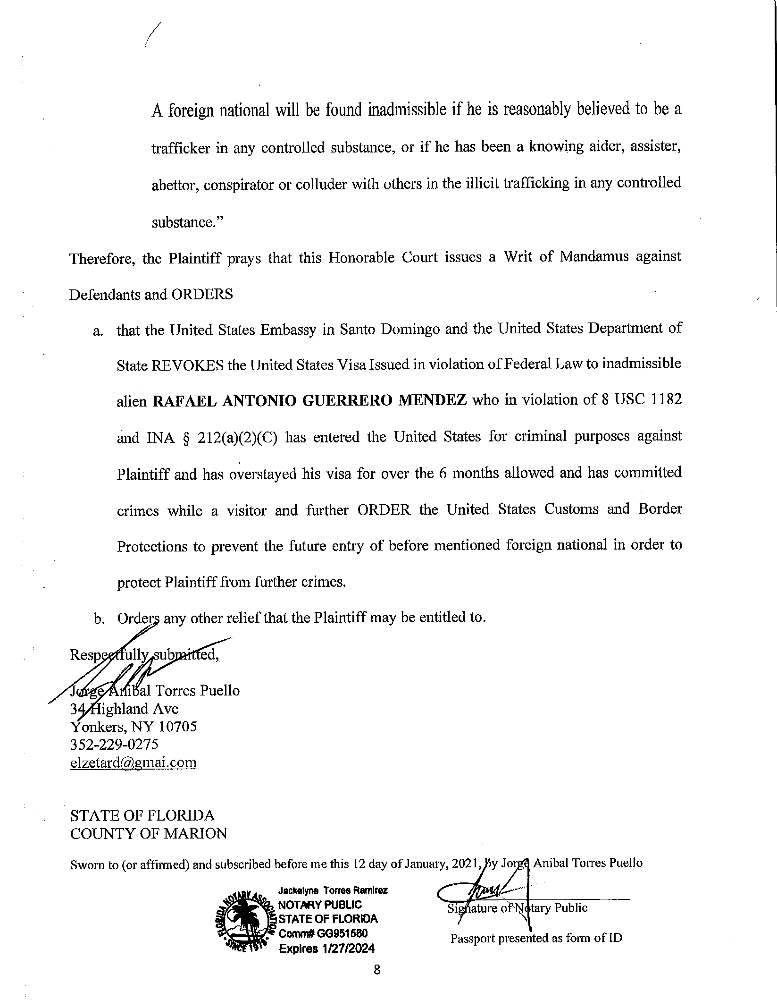 A foreign national will be found inadmissible if he is reasonably believed to be a
trafficker in any controlled substance, or if he has been a knowing aider, assister,
abettor, conspirator or colluder with others in the illicit trafficking in any controlled
substance.”
Therefore, the Plaintiff prays that this Honorable Court issues a Writ of Mandamus against
Defendants and ORDERS
a. that the United States Embassy in Santo Domingo and the United States Department of
State REVOKES the United States Visa Issued in violation of Federal Law to inadmissible
alien RAFAEL ANTONIO GUERRERO MENDEZ who in violation of 8 USC 1182
and INA § 212(a)(2)(C) has entered the United States for criminal purposes against
Plaintiff and has overstayed his visa for over the 6 months allowed and has committed
crimes while a visitor and further ORDER the United States Customs and Border
Protections to prevent the future entry of before mentioned foreign national in order to
protect Plaintiff from further crimes.
b. Orders any other relief that the Plaintiff may be entitled to.
Respectfully submitted,
Jorge Anibal Torres Puello
34 Highland Ave
Yonkers, NY 10705
352-229-0275
elzetard@gmai.com
STATE OF FLORIDA
COUNTY OF MARION
Sworn to (or affirmed) and subscribed before me this 12 day of January, 2021, by Jorge Anibal Torres Puello
Jackelyne Torres Ramirez
NOTARY PUBLIC
STATE OF FLORIDA
Comm# GG951580
Expires 1/27/2024
FLORIDA NOTARY ASSOCIATION
SINCE 1978
Signature of Notary Public
Passport presented as form of ID
8